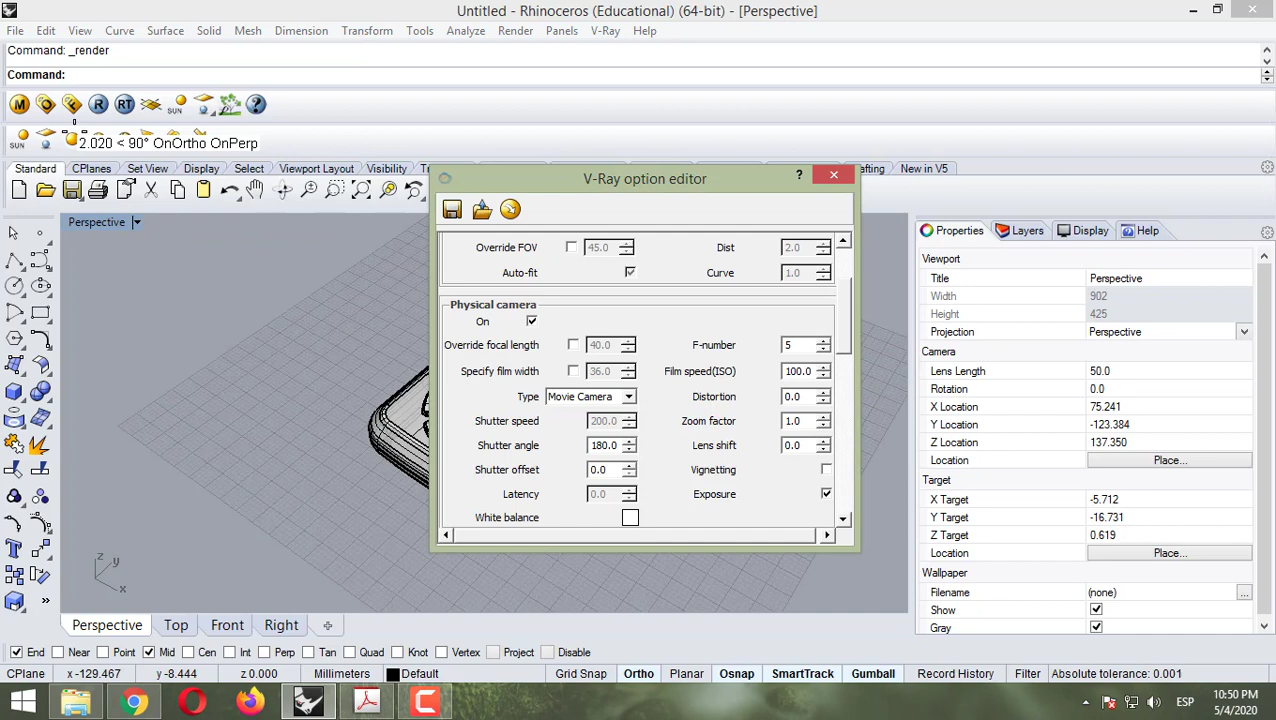 Untitled - Rhinoceros (Educational) (64-bit) - [Perspective]
File Edit View Curve Surface Solid Mesh Dimension Transform Tools Analyze Render Panels V-Ray Help
Command: _render
Command:
M O F R RT SUN ?
SUN
2.020 < 90° OnOrtho OnPerp
Standard CPlanes Set View Display Select Viewport Layout Visibility New in V5
V-Ray option editor
?
Perspective
Properties Layers Display Help
Override FOV 45.0 Dist 2.0
Auto-fit Curve 1.0
Physical camera
On
Override focal length 40.0 F-number 5
Specify film width 36.0 Film speed(ISO) 100.0
Type Movie Camera Distortion 0.0
Shutter speed 200.0 Zoom factor 1.0
Shutter angle 180.0 Lens shift 0.0
Shutter offset 0.0 Vignetting
Latency 0.0 Exposure
White balance
Viewport
Title Perspective
Width 902
Height 425
Projection Perspective
Camera
Lens Length 50.0
Rotation 0.0
X Location 75.241
Y Location -123.384
Z Location 137.350
Location Place...
Target
X Target -5.712
Y Target -16.731
Z Target 0.619
Location Place...
Wallpaper
Filename (none) ...
Show
Gray
z y x
Perspective Top Front Right
End Near Point Mid Cen Int Perp Tan Quad Knot Vertex Project Disable
CPlane x -129.467 y -8.444 z 0.000 Millimeters Default Grid Snap Ortho Planar Osnap SmartTrack Gumball Record History Filter Absolute tolerance: 0.001
ESP
10:50 PM
5/4/2020